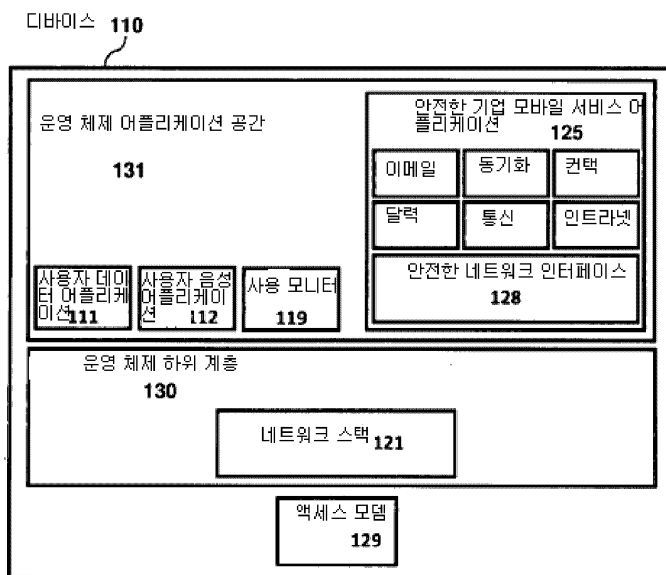 디바이스 110
운영 체제 어플리케이션 공간
131
안전한 기업 모바일 서비스 어
플리케이션 125
이메일
동기화
컨택
달력
통신
인트라넷
안전한 네트워크 인터페이스
128
사용자 데이
터 어플리케
이션111
사용자 음성
어플리케이
션 112
사용 모니터
119
운영 체제 하위 계층
130
네트워크 스택121
액세스 모뎀
129